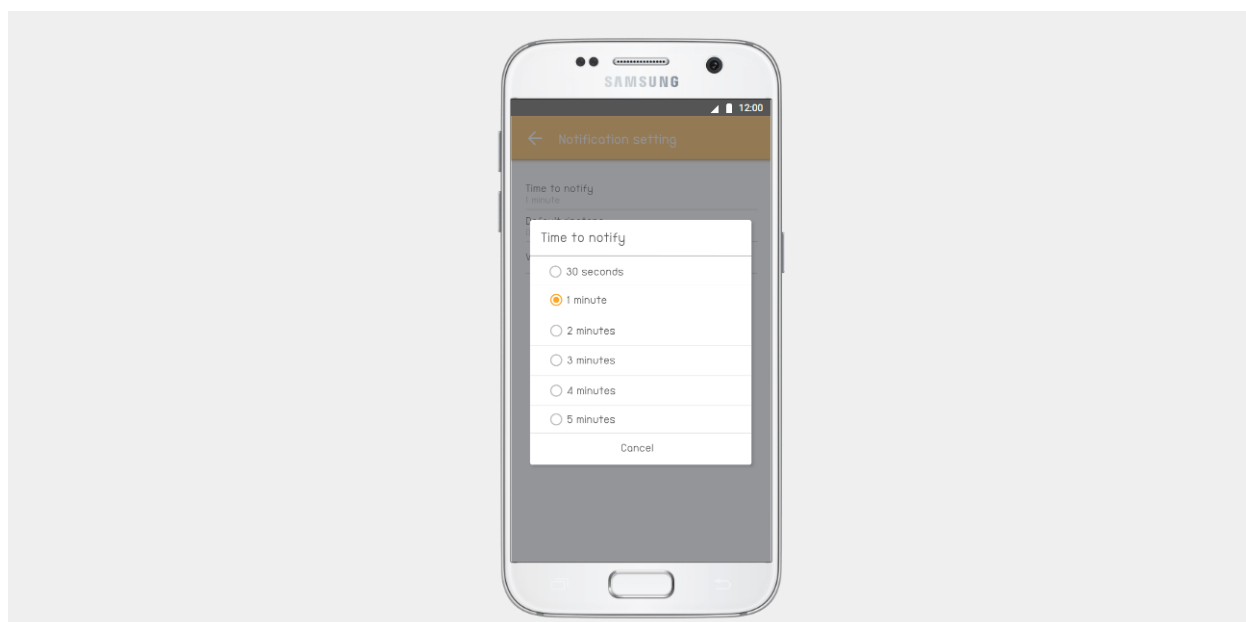 SAMSUNG
12:00
Notification setting
Time to notify
1 minute
Time to notify
30 seconds
1 minute
2 minutes
3 minutes
4 minutes
5 minutes
Cancel